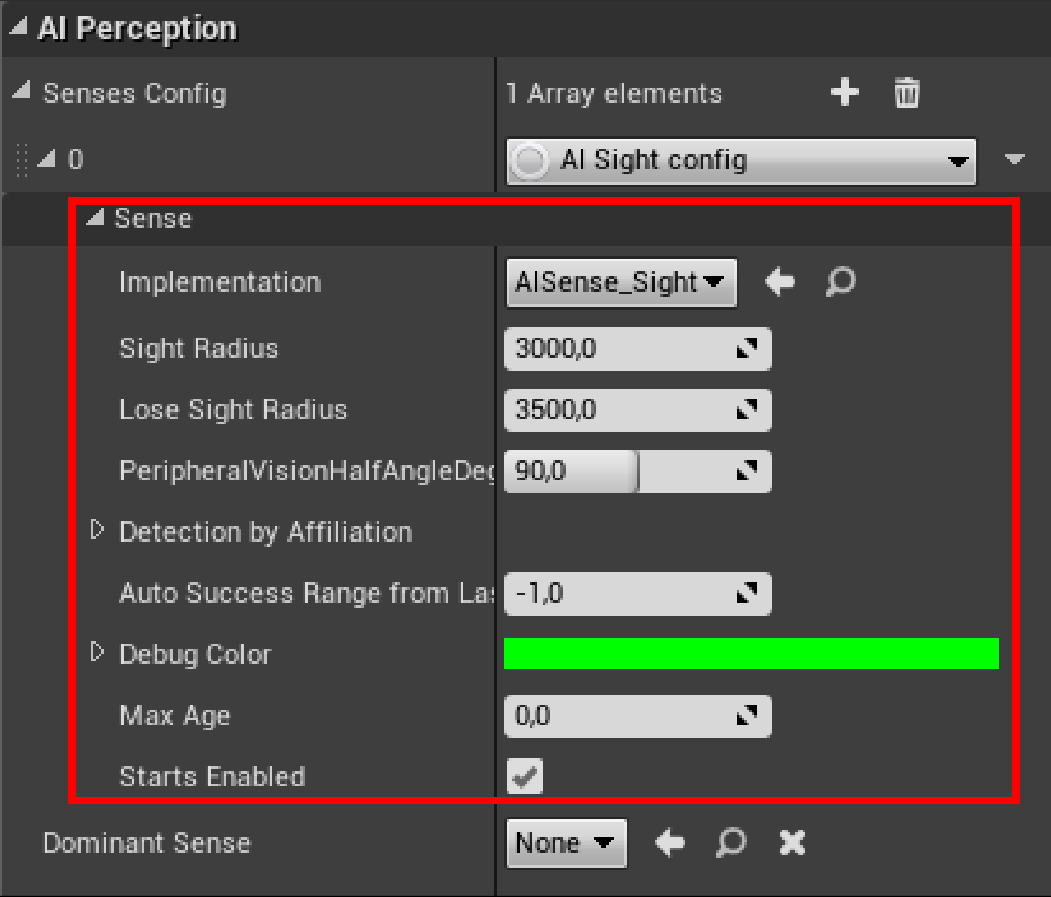 AI Perception
Senses Config 1 Array elements
0 AI Sight config
Sense
Implementation AISense_Sight
Sight Radius 3000,0
Lose Sight Radius 3500,0
PeripheralVisionHalfAngleDeg 90,0
Detection by Affiliation
Auto Success Range from Las -1,0
Debug Color
Max Age 0,0
Starts Enabled
Dominant Sense None